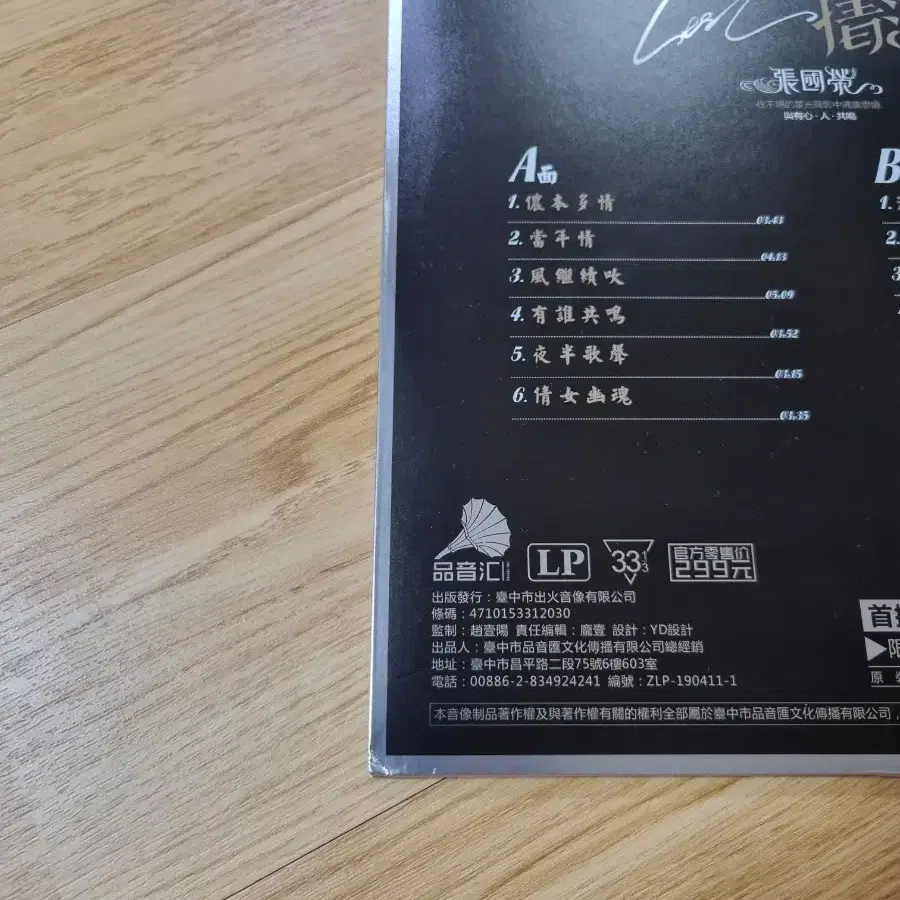 張國榮
與有心·人·共鳴
A面
1. 儂本多情 03.43
2. 當年情 04.13
3. 風繼續吹 05.09
4. 有誰共鳴 03.52
5. 夜半歌聲 03.15
6. 倩女幽魂 03.35
B
1.
2.
品音汇
LP
33 1/3
官方零售价
299元
出版發行：臺中市出火音像有限公司
條碼：4710153312030
監制：趙壹陽 責任編輯：龐壹 設計：YD設計
出品人：臺中市品音匯文化傳播有限公司總經銷
地址：臺中市昌平路二段75號6樓603室
電話：00886-2-834924241 編號：ZLP-190411-1
本音像制品著作權及與著作權有關的權利全部屬於臺中市品音匯文化傳播有限公司，
首
原